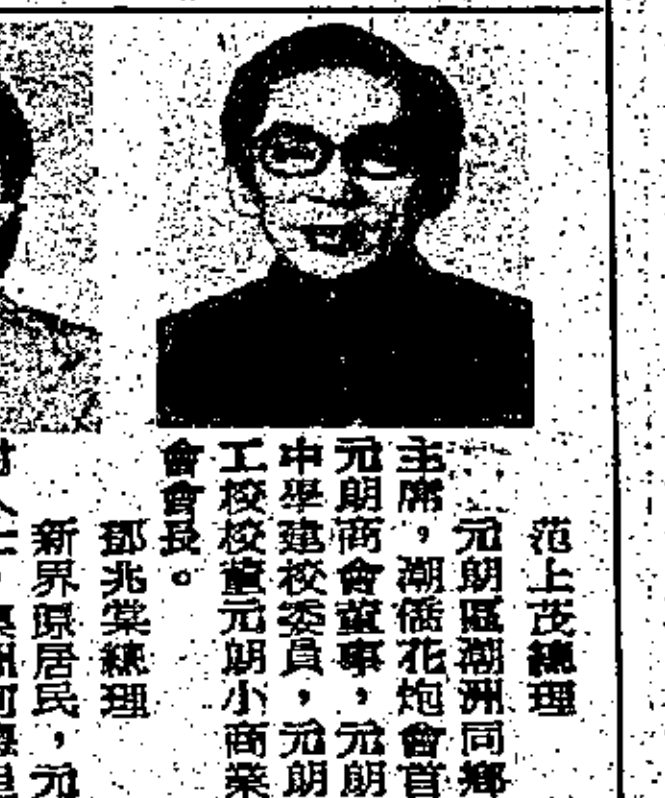 范上茂總理
元朗區潮洲同鄉
主席，潮僑花炮會首
元朗商會董事，元朗
中學建校委員，元朗
工校校董元朗小商業
會會長。
鄧兆棠總理
新界原居民，元